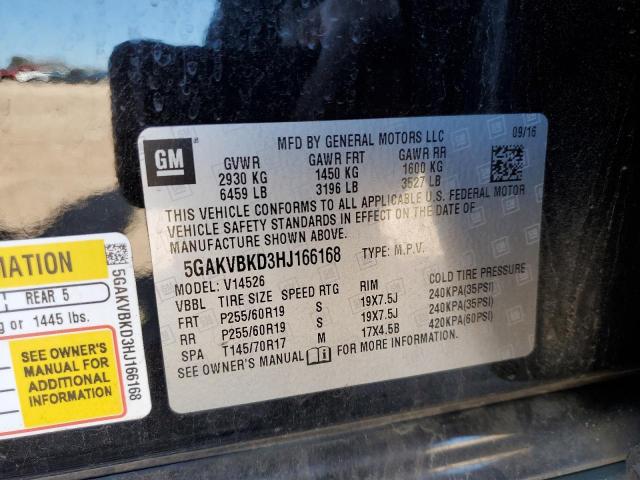 MFD BY GENERAL MOTORS LLC 09/16
GM
GVWR GAWR FRT GAWR RR
2930 KG 1450 KG 1600 KG
6459 LB 3196 LB 3527 LB
THIS VEHICLE CONFORMS TO ALL APPLICABLE U.S. FEDERAL MOTOR
VEHICLE SAFETY STANDARDS IN EFFECT ON THE DATE OF
MANUFACTURE SHOWN ABOVE.
5GAKVBKD3HJ166168 TYPE: M.P.V.
MODEL: V14526
VBBL TIRE SIZE SPEED RTG RIM COLD TIRE PRESSURE
FRT P255/60R19 S 19X7.5J 240KPA(35PSI)
RR P255/60R19 S 19X7.5J 240KPA(35PSI)
SPA T145/70R17 M 17X4.5B 420KPA(60PSI)
SEE OWNER'S MANUAL FOR MORE INFORMATION.
MATION
REAR 5
g or 1445 lbs.
SEE OWNER'S
MANUAL FOR
ADDITIONAL
INFORMATION
5GAKVBKD3HJ166168